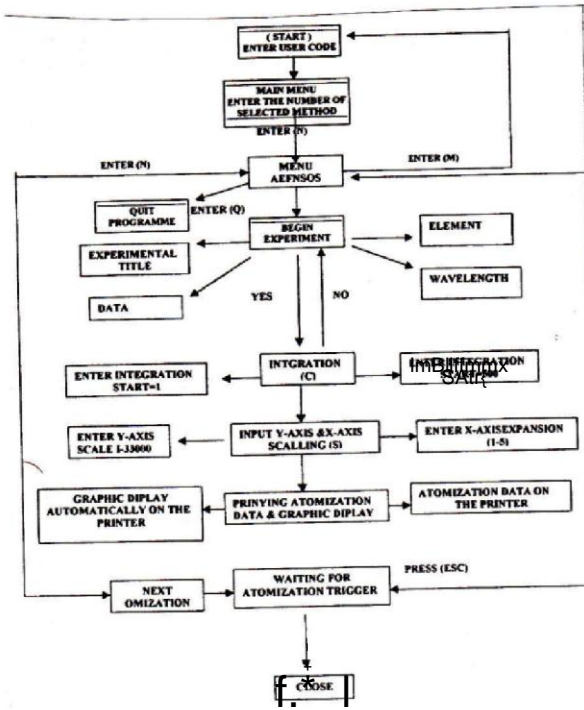 ( START )
ENTER USER CODE
MAIN MENU
ENTER THE NUMBER OF
SELECTED METHOD
ENTER (N)
ENTER (N)
MENU
AEFNSOS
ENTER (M)
QUIT
PROGRAMME
ENTER (Q)
BEGIN
EXPERIMENT
ELEMENT
EXPERIMENTAL
TITLE
WAVELENGTH
DATA
YES
NO
ENTER INTEGRATION
START=1
INTGRATION
(C)
ENTER Y-AXIS
SCALE I-33000
INPUT Y-AXIS &X-AXIS
SCALLING (S)
ENTER X-AXISEXPANSION
(1-5)
GRAPHIC DIPLAY
AUTOMATICALLY ON THE
PRINTER
PRINYING ATOMIZATION
DATA & GRAPHIC DIPLAY
ATOMIZATION DATA ON
THE PRINTER
NEXT
OMIZATION
WAITING FOR
ATOMIZATION TRIGGER
PRESS (ESC)
CLOSE